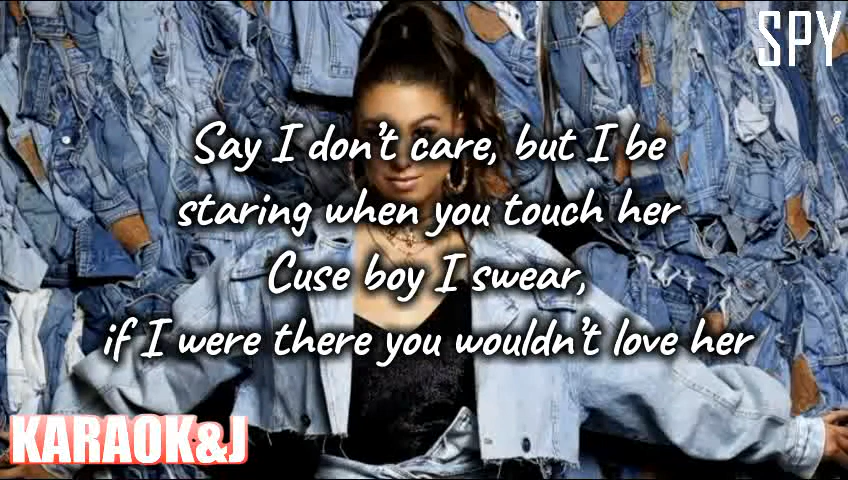 SPY
Say I don't care, but I be
staring when you touch her
Cuse boy I swear,
if I were there you wouldn't love her
KARAOK&J